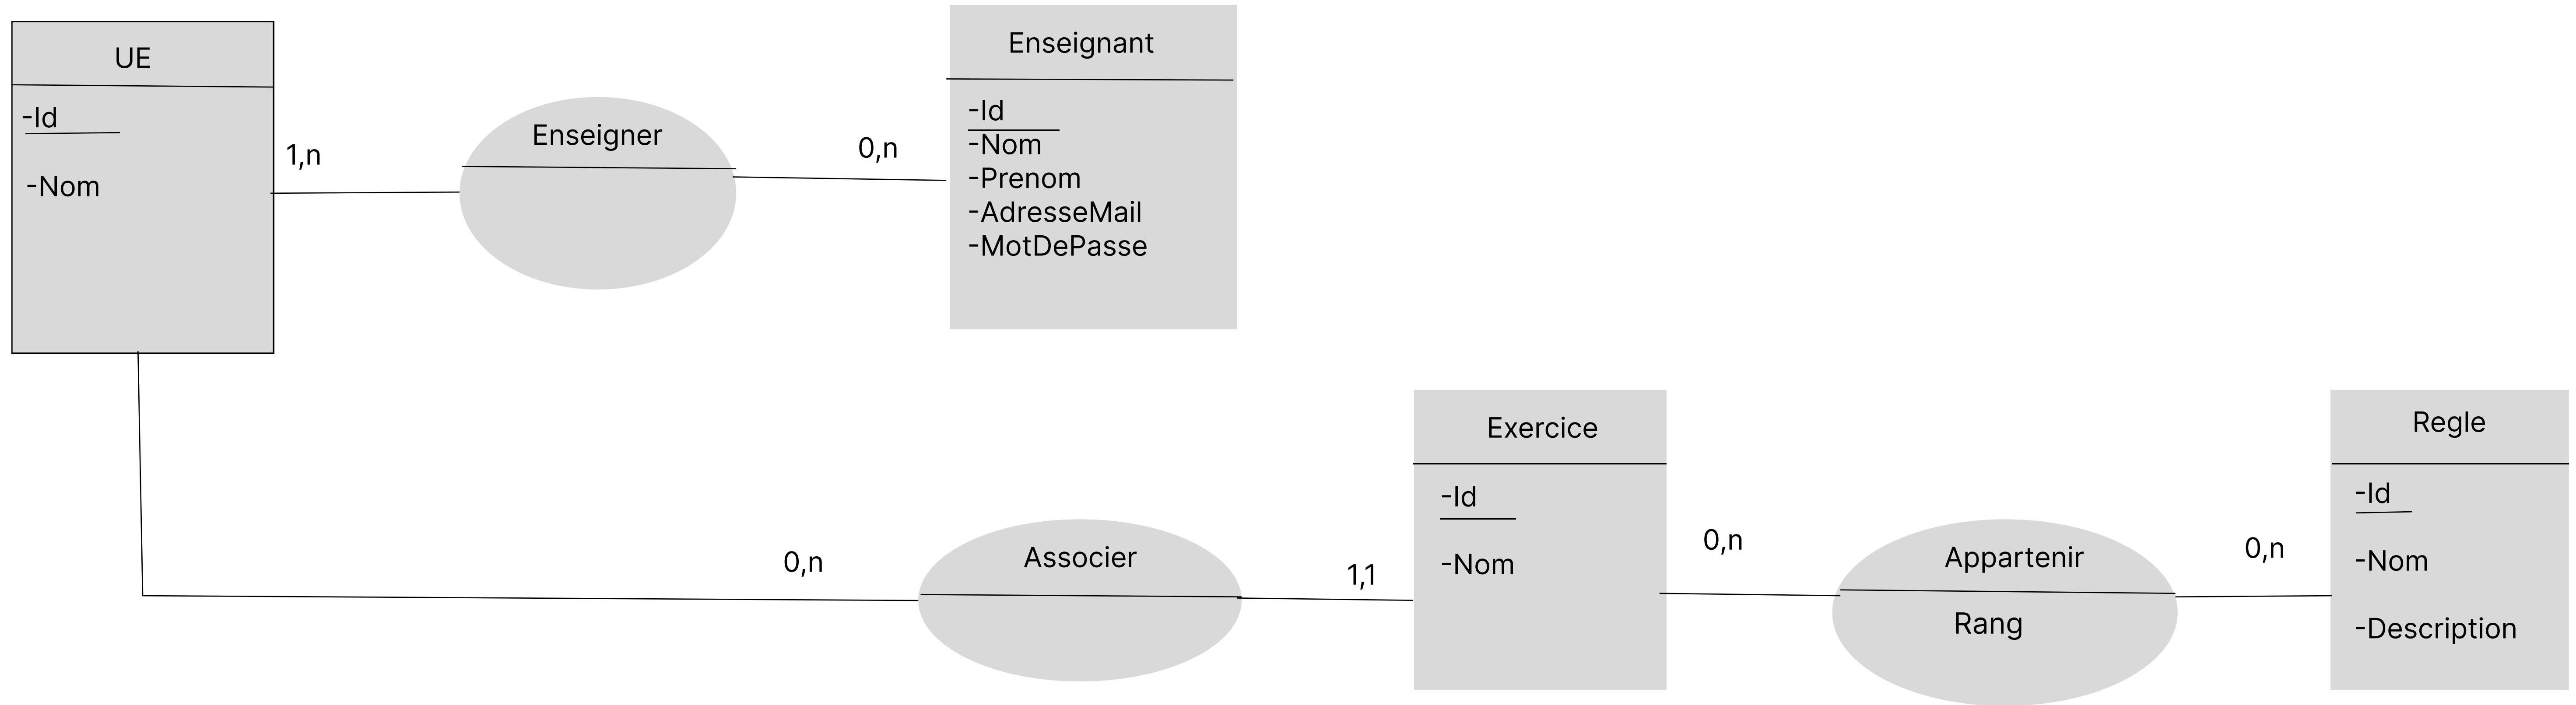 UE
-Id
-Nom
1,n
Enseigner
0,n
Enseignant
-Id
-Nom
-Prenom
-AdresseMail
-MotDePasse
0,n
Associer
1,1
Exercice
-Id
-Nom
0,n
Appartenir
Rang
0,n
Regle
-Id
-Nom
-Description